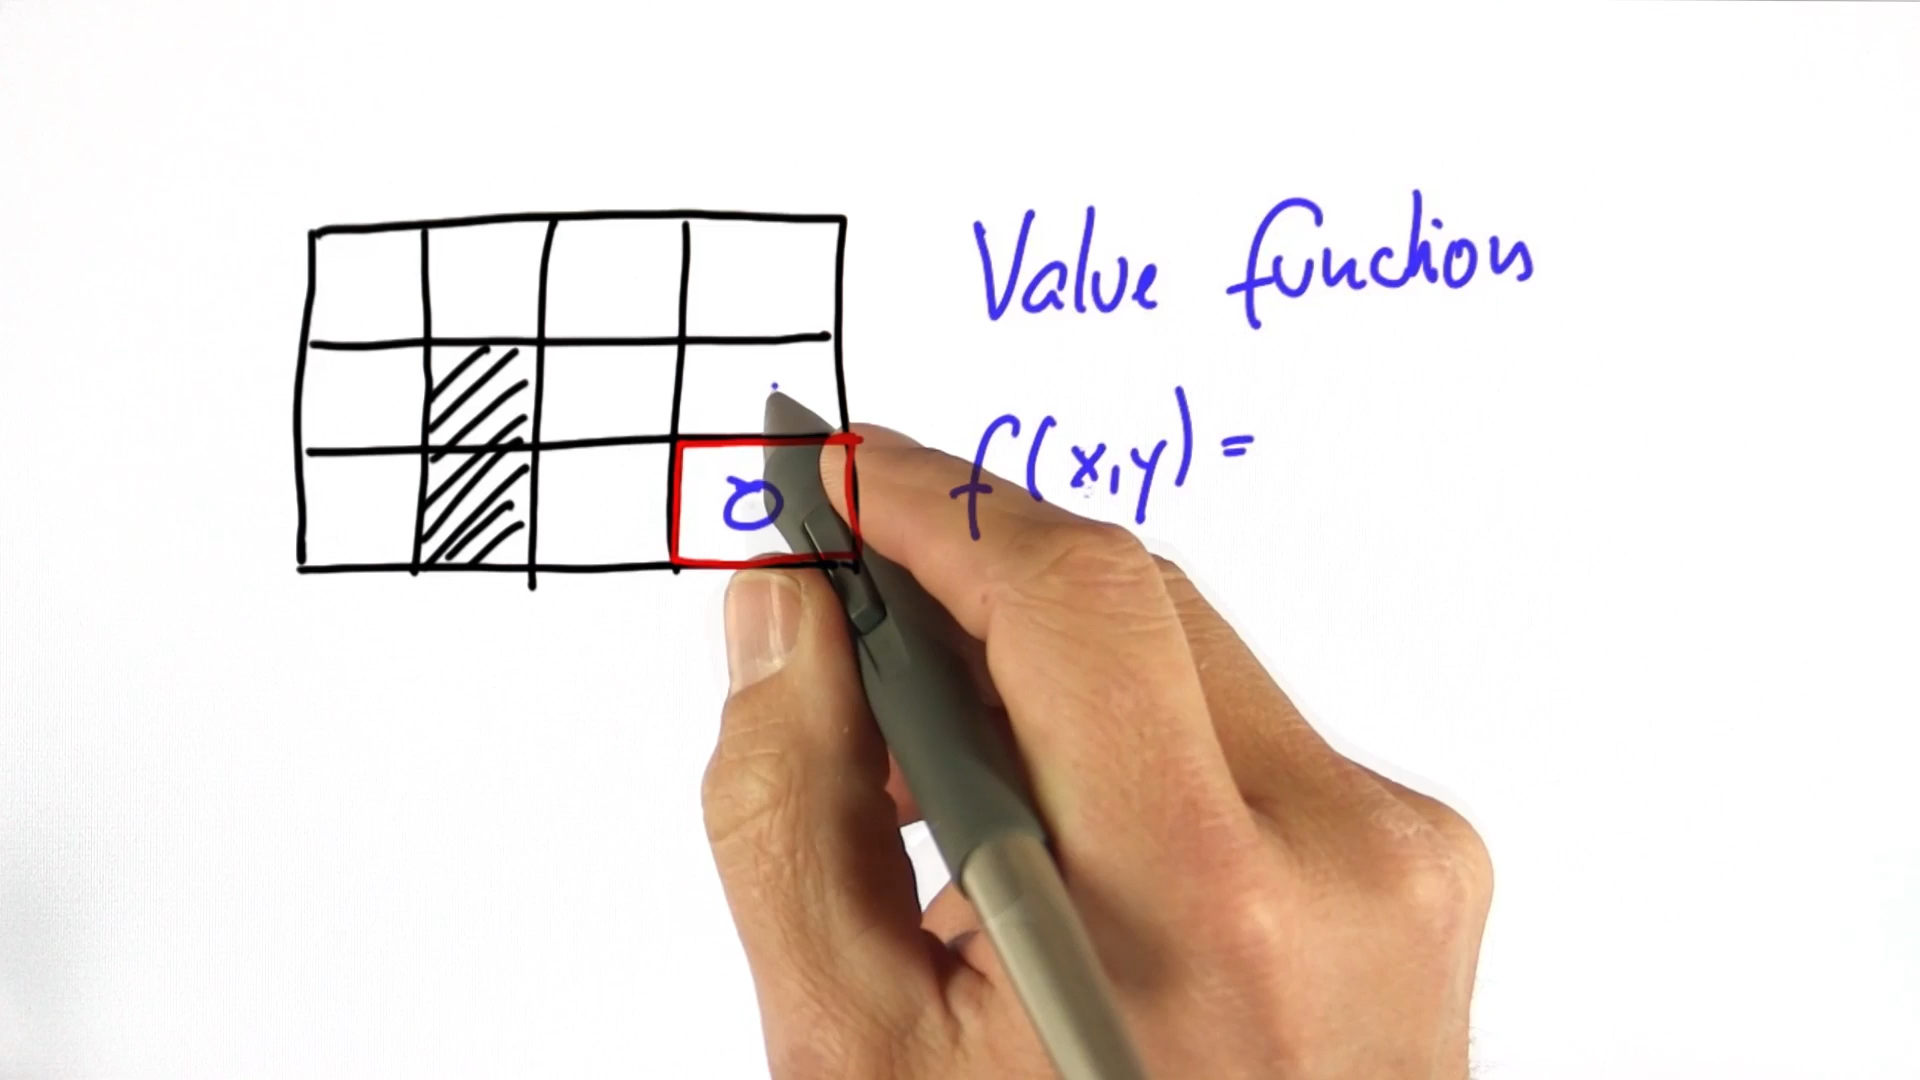 Value function
f(x,y) =
0